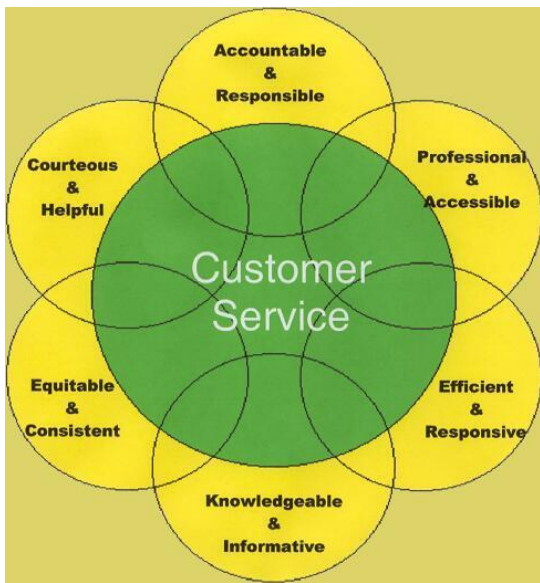 Accountable
&
Responsible
Courteous
&
Helpful
Professional
&
Accessible
Customer
Service
Equitable
&
Consistent
Efficient
&
Responsive
Knowledgeable
&
Informative